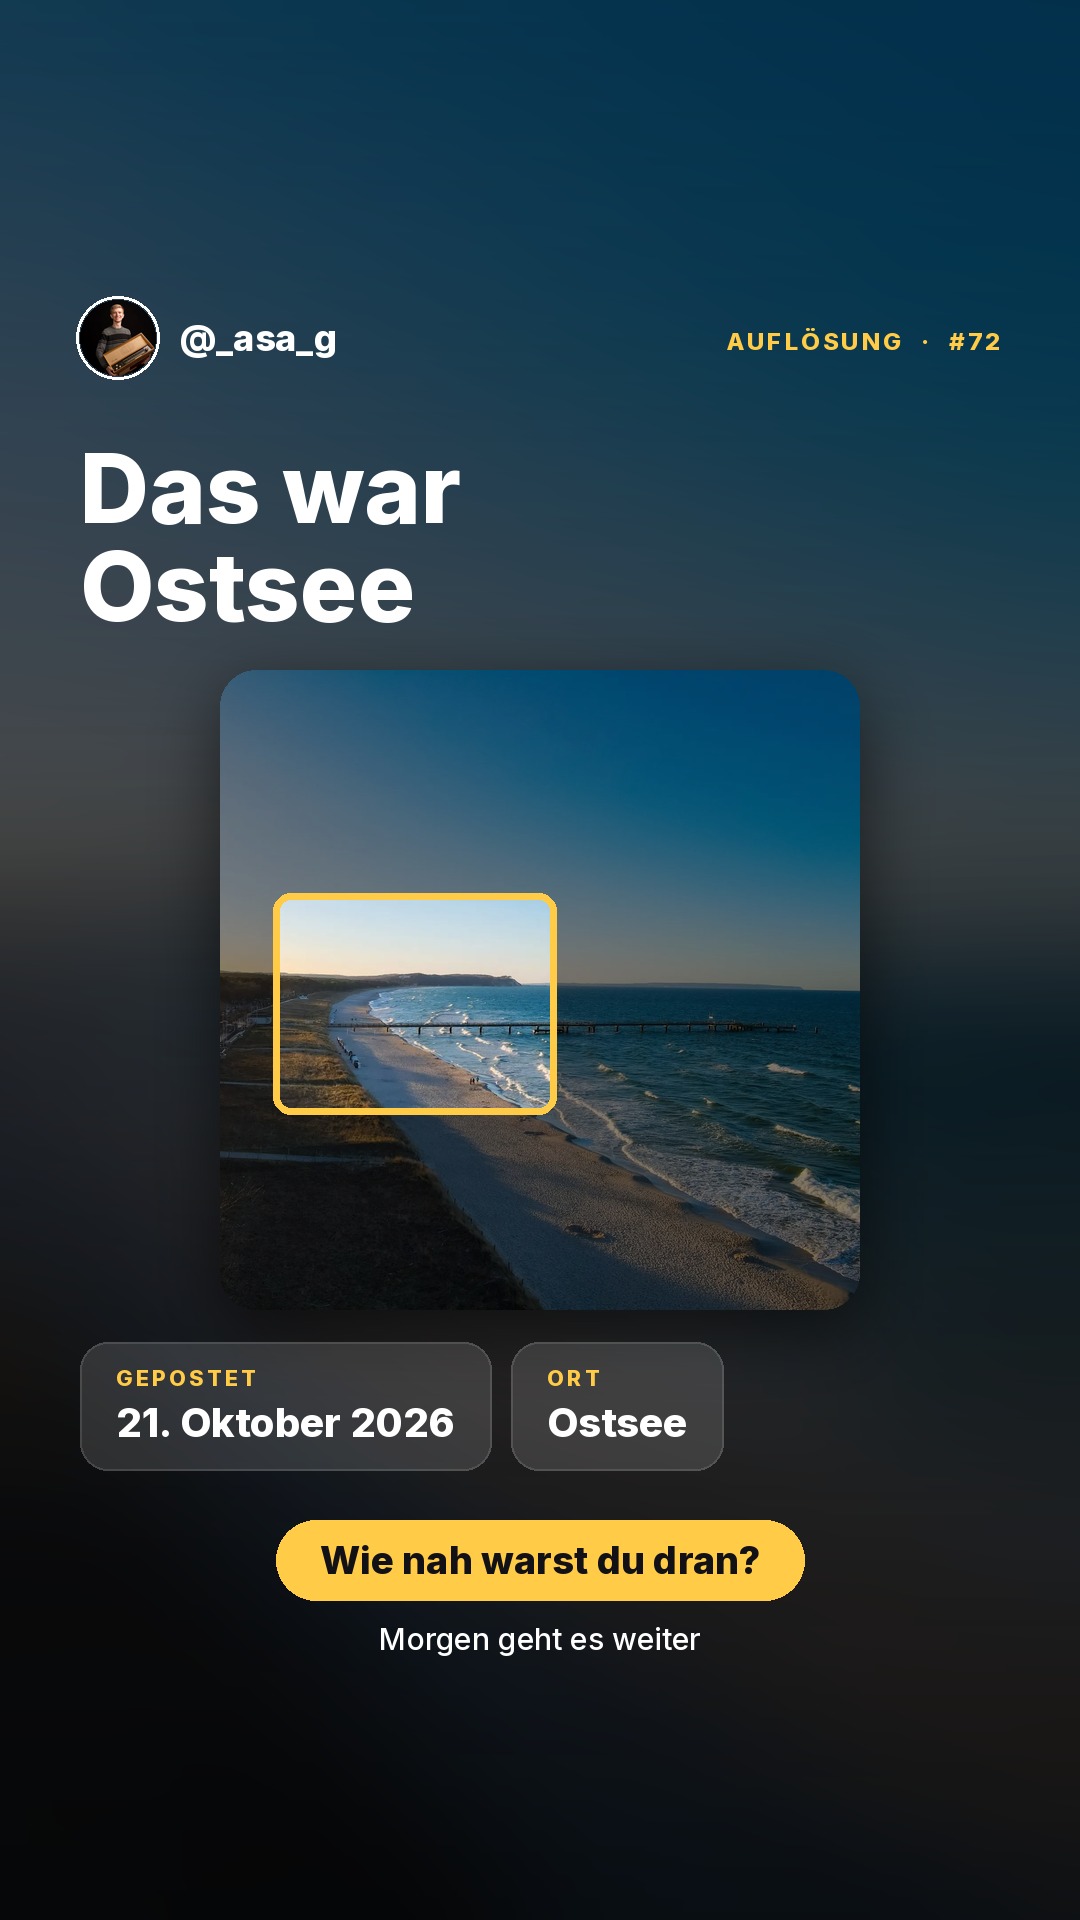 @_asa_g
AUFLÖSUNG · #72
Das war
Ostsee
GEPOSTET
21. Oktober 2026
ORT
Ostsee
Wie nah warst du dran?
Morgen geht es weiter